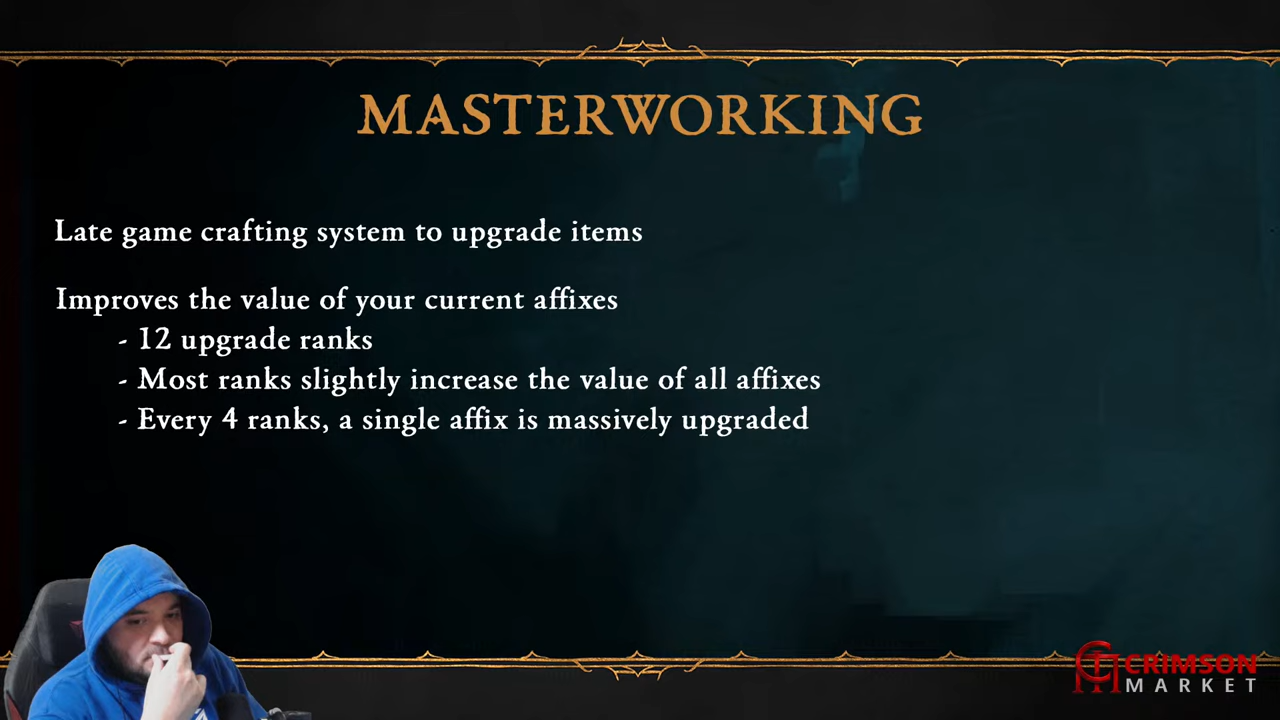 MASTERWORKING
Late game crafting system to upgrade items
Improves the value of your current affixes
- 12 upgrade ranks
- Most ranks slightly increase the value of all affixes
- Every 4 ranks, a single affix is massively upgraded
CRIMSON
MARKET